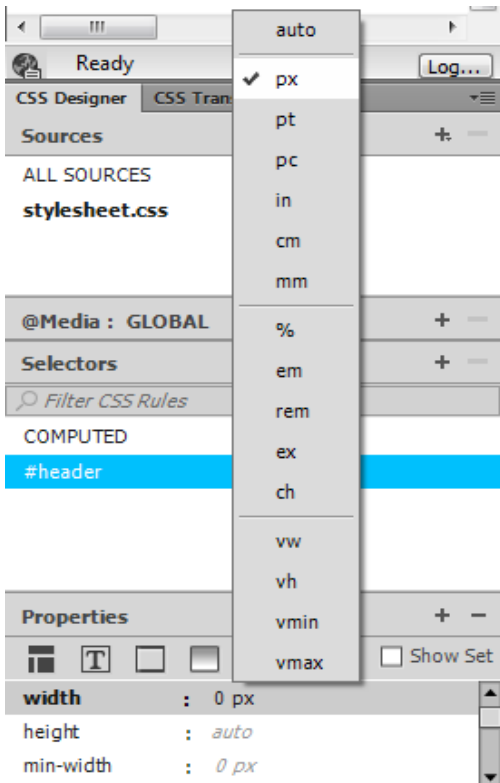 auto
Ready
Log...
px
CSS Designer
CSS Tran
pt
Sources
pc
ALL SOURCES
in
stylesheet.css
cm
mm
@Media : GLOBAL
%
Selectors
em
Filter CSS Rules
rem
COMPUTED
ex
#header
ch
vw
vh
Properties
vmin
vmax
Show Set
width : 0 px
height : auto
min-width : 0 px